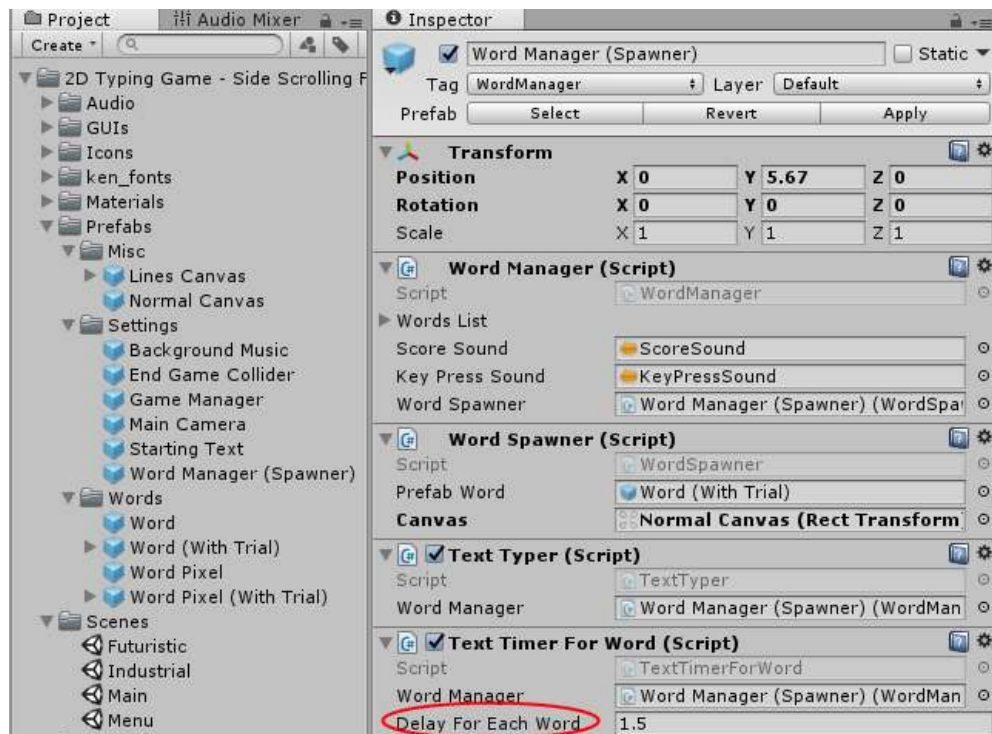 Project
Audio Mixer
Create
2D Typing Game - Side Scrolling F
Audio
GUIs
Icons
ken_fonts
Materials
Prefabs
Misc
Lines Canvas
Normal Canvas
Settings
Background Music
End Game Collider
Game Manager
Main Camera
Starting Text
Word Manager (Spawner)
Words
Word
Word (With Trial)
Word Pixel
Word Pixel (With Trial)
Scenes
Futuristic
Industrial
Main
Menu
Inspector
Word Manager (Spawner) Static
Tag WordManager Layer Default
Prefab Select Revert Apply
Transform
Position X 0 Y 5.67 Z 0
Rotation X 0 Y 0 Z 0
Scale X 1 Y 1 Z 1
Word Manager (Script)
Script WordManager
Words List
Score Sound ScoreSound
Key Press Sound KeyPressSound
Word Spawner Word Manager (Spawner) (WordSpa
Word Spawner (Script)
Script WordSpawner
Prefab Word Word (With Trial)
Canvas Normal Canvas (Rect Transform)
Text Typer (Script)
Script TextTyper
Word Manager Word Manager (Spawner) (WordMan
Text Timer For Word (Script)
Script TextTimerForWord
Word Manager Word Manager (Spawner) (WordMan
Delay For Each Word 1.5